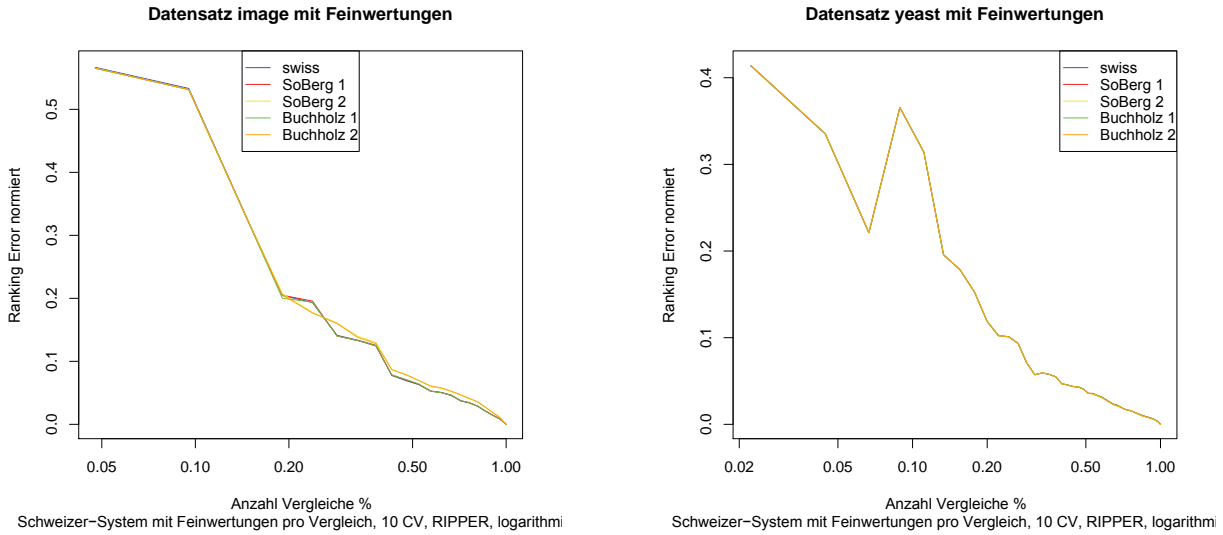 Datensatz image mit Feinwertungen
swiss
SoBerg 1
SoBerg 2
Buchholz 1
Buchholz 2
Ranking Error normiert
0.0
0.1
0.2
0.3
0.4
0.5
0.05
0.10
0.20
0.50
1.00
Anzahl Vergleiche %
Schweizer−System mit Feinwertungen pro Vergleich, 10 CV, RIPPER, logarithmi
Datensatz yeast mit Feinwertungen
swiss
SoBerg 1
SoBerg 2
Buchholz 1
Buchholz 2
Ranking Error normiert
0.0
0.1
0.2
0.3
0.4
0.02
0.05
0.10
0.20
0.50
1.00
Anzahl Vergleiche %
Schweizer−System mit Feinwertungen pro Vergleich, 10 CV, RIPPER, logarithmi